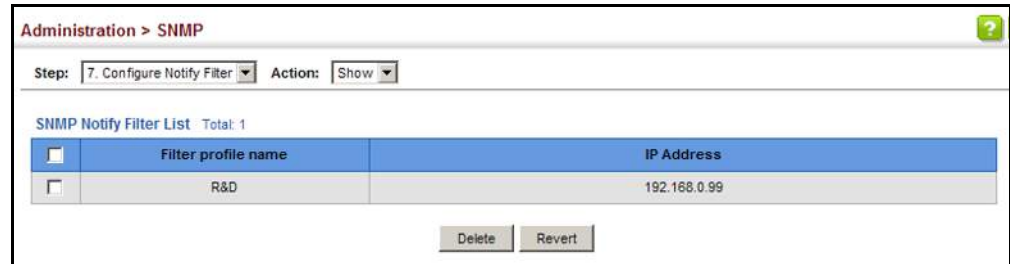 Administration > SNMP
?
Step: 7. Configure Notify Filter Action: Show
SNMP Notify Filter List Total: 1
Filter profile name IP Address
R&D 192.168.0.99
Delete Revert